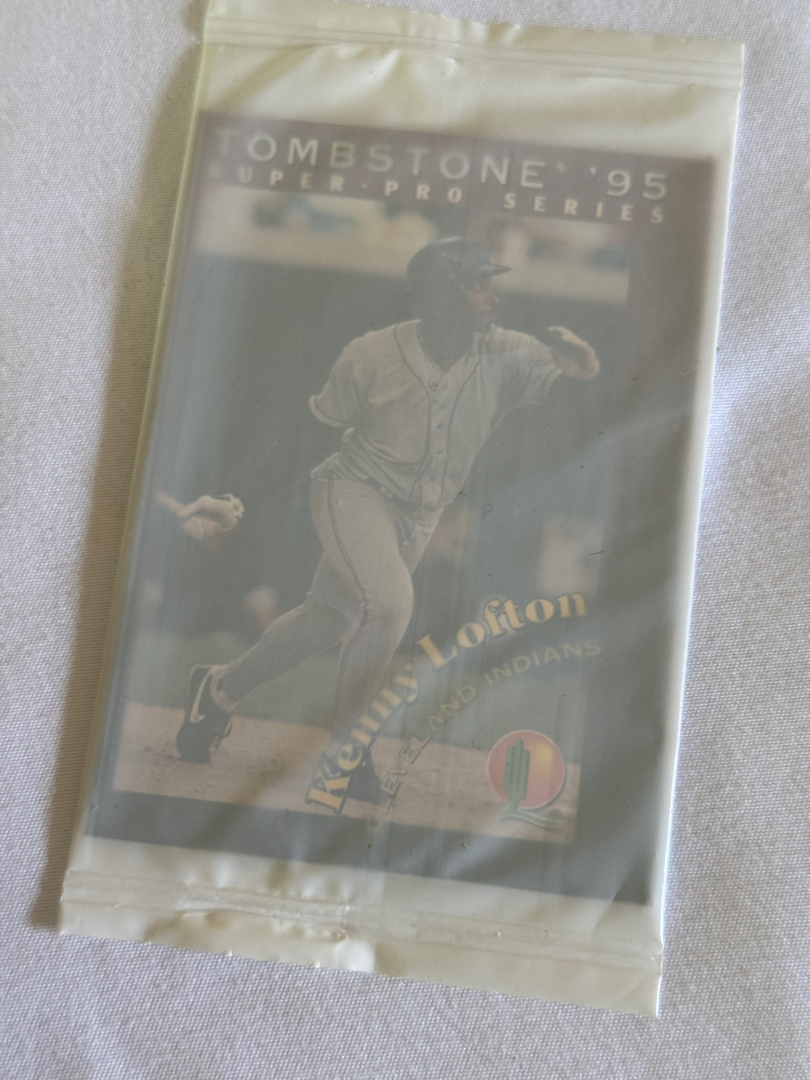 TOMBSTONE '95
SUPER-PRO SERIES
Kenny Lofton
CLEVELAND INDIANS
®